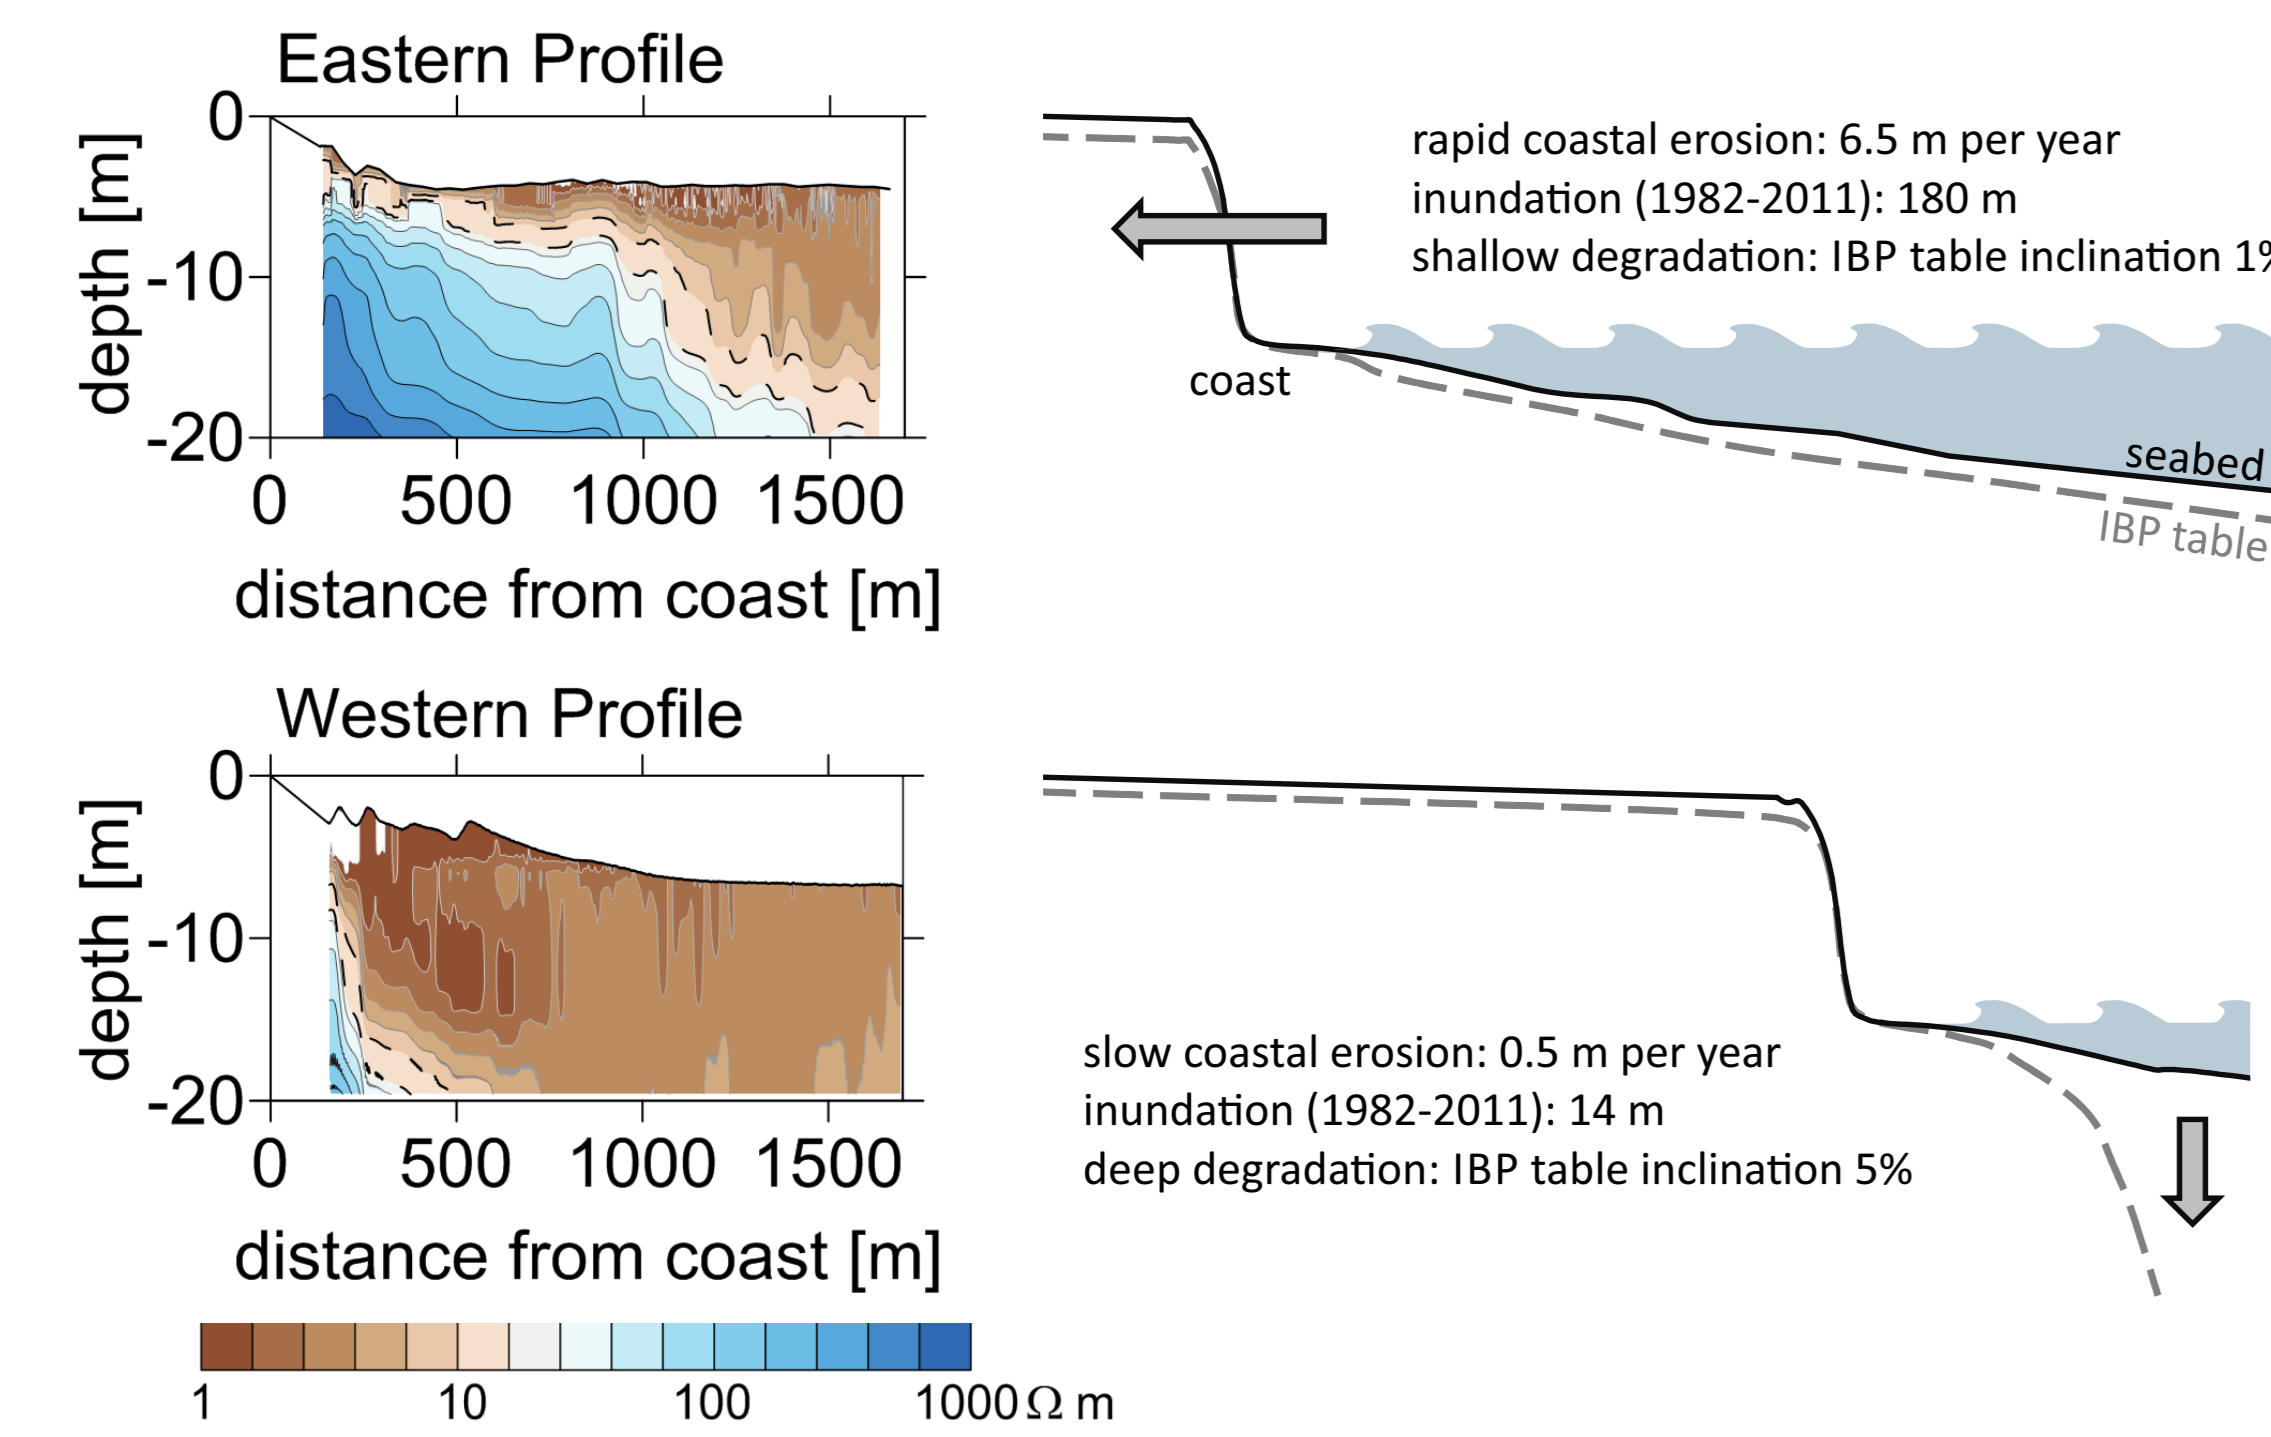 Eastern Profile
0
-10
-20
depth [m]
0 500 1000 1500
distance from coast [m]
rapid coastal erosion: 6.5 m per year
inundation (1982-2011): 180 m
shallow degradation: IBP table inclination 1%
coast
seabed
IBP table
Western Profile
0
-10
-20
depth [m]
0 500 1000 1500
distance from coast [m]
slow coastal erosion: 0.5 m per year
inundation (1982-2011): 14 m
deep degradation: IBP table inclination 5%
1 10 100 1000 Ω m